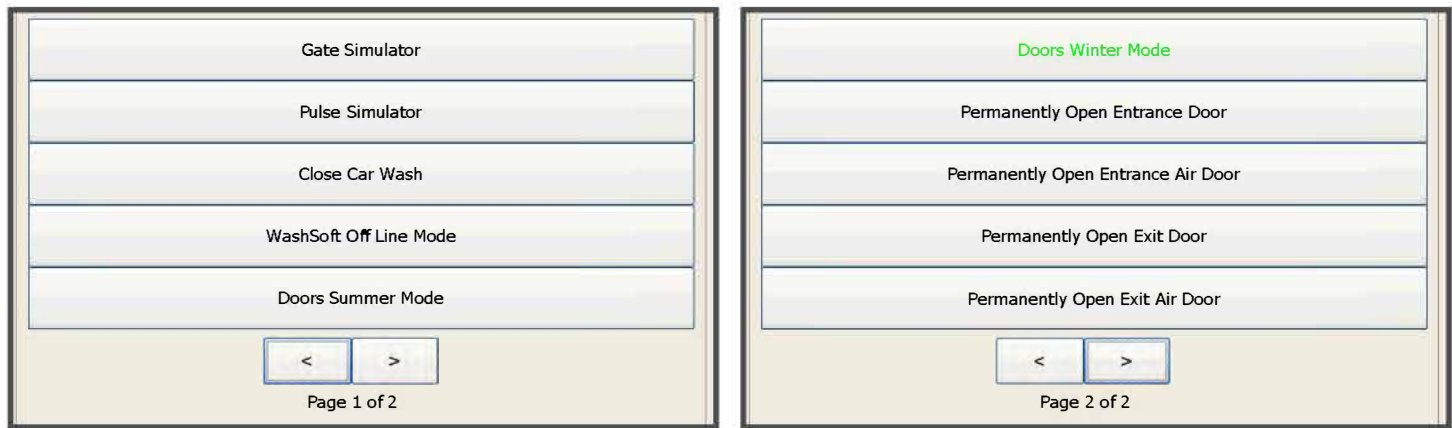 Gate Simulator
Pulse Simulator
Close Car Wash
WashSoft Off Line Mode
Doors Summer Mode
< >
Page 1 of 2
Doors Winter Mode
Permanently Open Entrance Door
Permanently Open Entrance Air Door
Permanently Open Exit Door
Permanently Open Exit Air Door
< >
Page 2 of 2